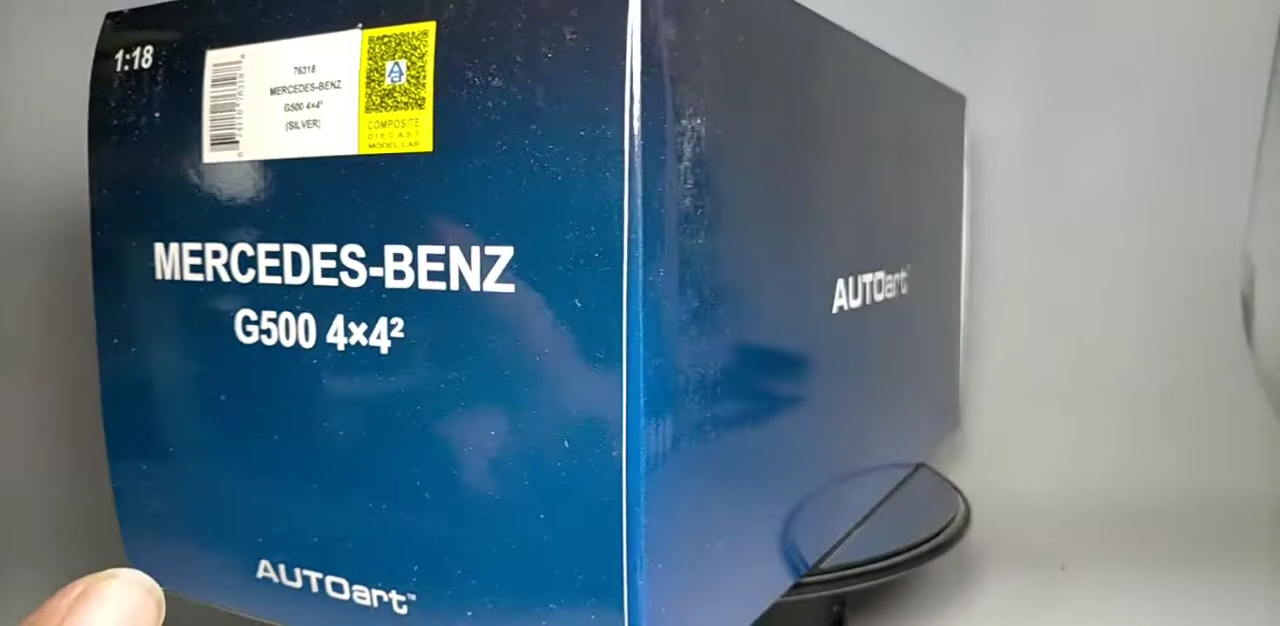 1:18
76318
MERCEDES-BENZ
G500 4×4²
(SILVER)
COMPOSITE
DIECAST
MODEL CAR
MERCEDES-BENZ
G500 4×4²
AUTOart™
AUTOart